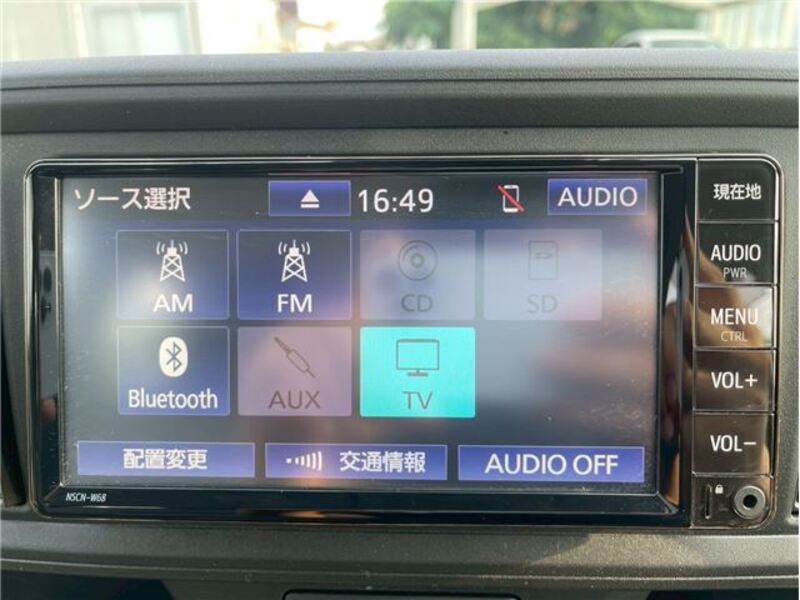 ソース選択 16:49 AUDIO
AM FM CD SD
Bluetooth AUX TV
配置変更 交通情報 AUDIO OFF
NSCN-W68
現在地
AUDIO
PWR
MENU
CTRL
VOL+
VOL-